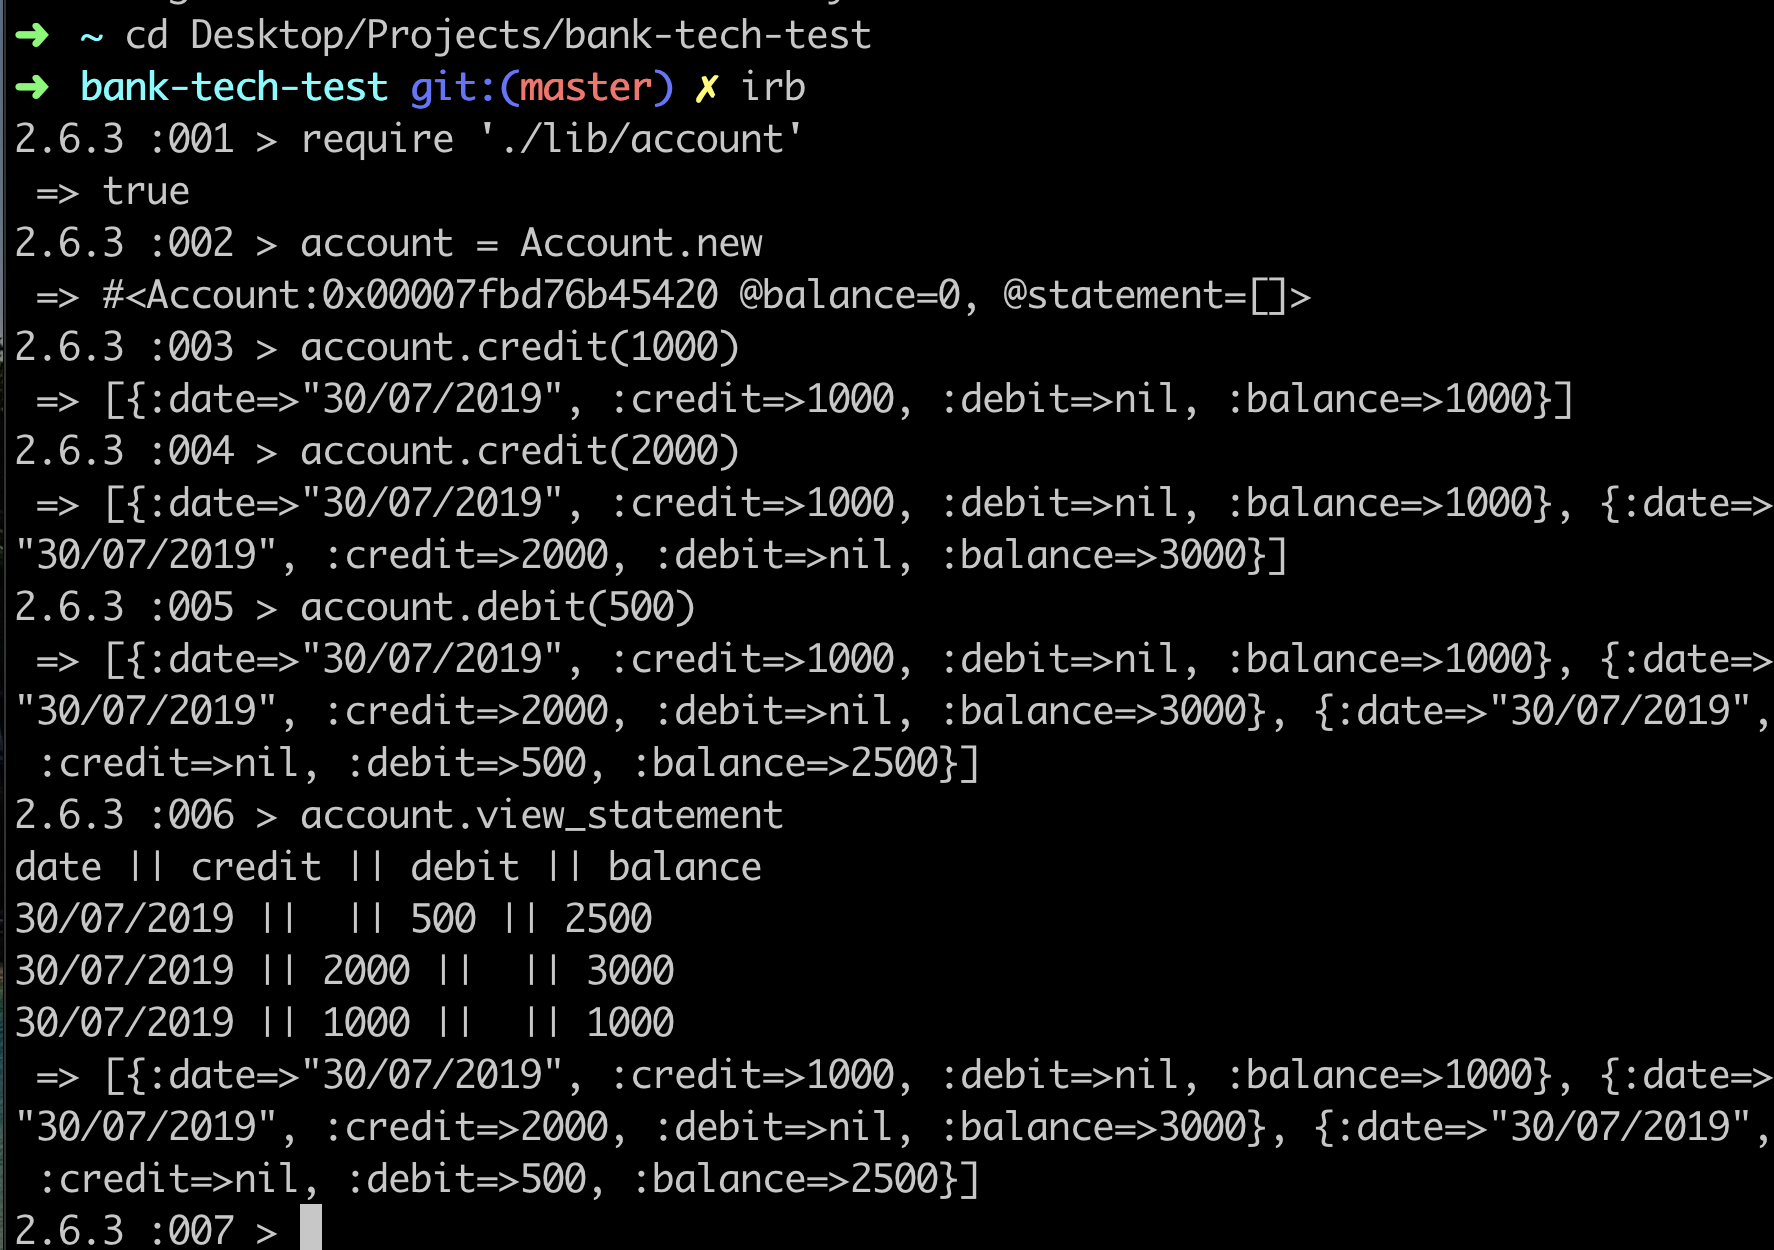 ➜ ~ cd Desktop/Projects/bank-tech-test
➜ bank-tech-test git:(master) ✗ irb
2.6.3 :001 > require './lib/account'
 => true
2.6.3 :002 > account = Account.new
 => #<Account:0x00007fbd76b45420 @balance=0, @statement=[]>
2.6.3 :003 > account.credit(1000)
 => [{:date=>"30/07/2019", :credit=>1000, :debit=>nil, :balance=>1000}]
2.6.3 :004 > account.credit(2000)
 => [{:date=>"30/07/2019", :credit=>1000, :debit=>nil, :balance=>1000}, {:date=>
"30/07/2019", :credit=>2000, :debit=>nil, :balance=>3000}]
2.6.3 :005 > account.debit(500)
 => [{:date=>"30/07/2019", :credit=>1000, :debit=>nil, :balance=>1000}, {:date=>
"30/07/2019", :credit=>2000, :debit=>nil, :balance=>3000}, {:date=>"30/07/2019",
 :credit=>nil, :debit=>500, :balance=>2500}]
2.6.3 :006 > account.view_statement
date || credit || debit || balance
30/07/2019 ||  || 500 || 2500
30/07/2019 || 2000 ||  || 3000
30/07/2019 || 1000 ||  || 1000
 => [{:date=>"30/07/2019", :credit=>1000, :debit=>nil, :balance=>1000}, {:date=>
"30/07/2019", :credit=>2000, :debit=>nil, :balance=>3000}, {:date=>"30/07/2019",
 :credit=>nil, :debit=>500, :balance=>2500}]
2.6.3 :007 >